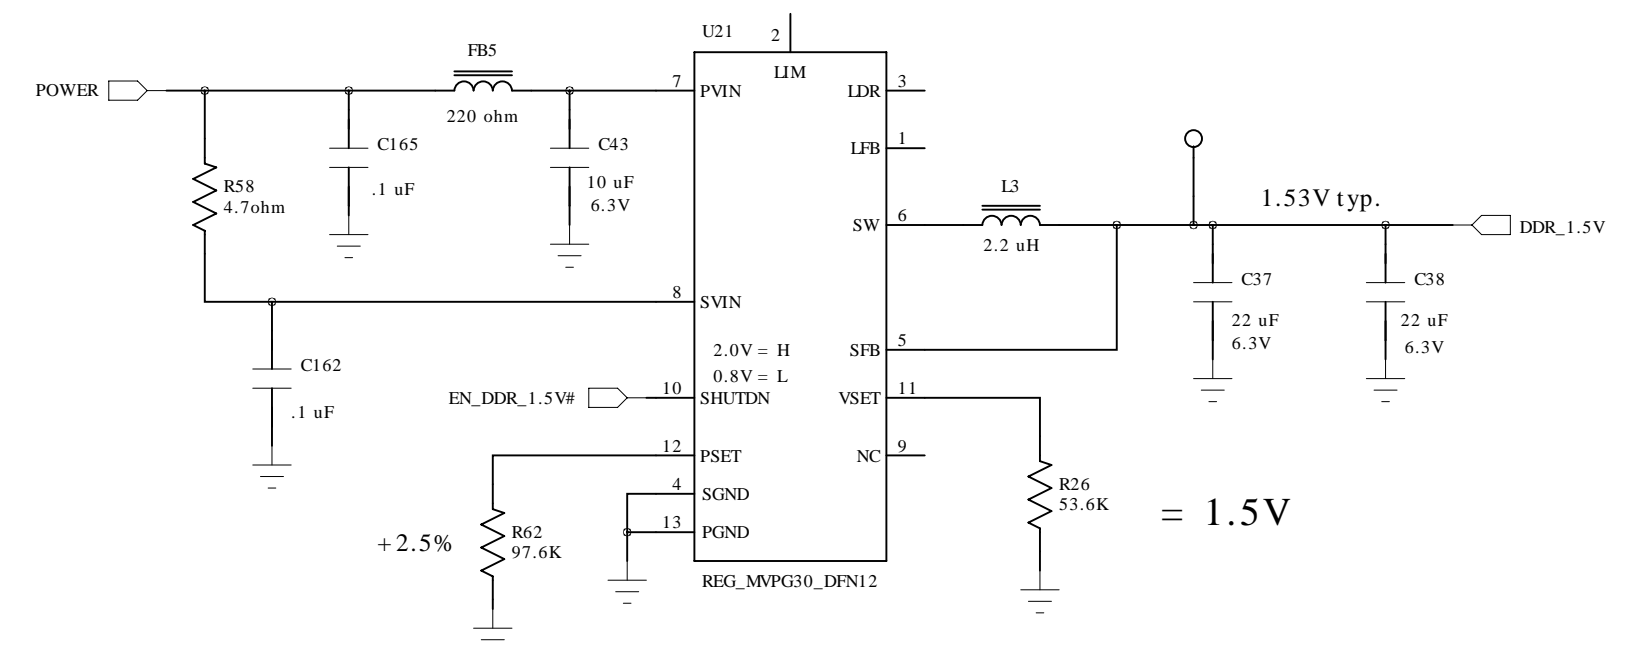 U21
2
FB5
LIM
POWER
7
PVIN
LDR
3
220 ohm
C165
.1 uF
C43
10 uF
6.3V
LFB
1
R58
4.7ohm
L3
1.53V typ.
SW
6
2.2 uH
DDR_1.5V
C37
22 uF
6.3V
C38
22 uF
6.3V
8
SVIN
2.0V = H
0.8V = L
SFB
5
C162
.1 uF
EN_DDR_1.5V#
10
SHUTDN
VSET
11
12
PSET
NC
9
4
SGND
R26
53.6K
= 1.5V
13
PGND
+2.5%
R62
97.6K
REG_MVPG30_DFN12